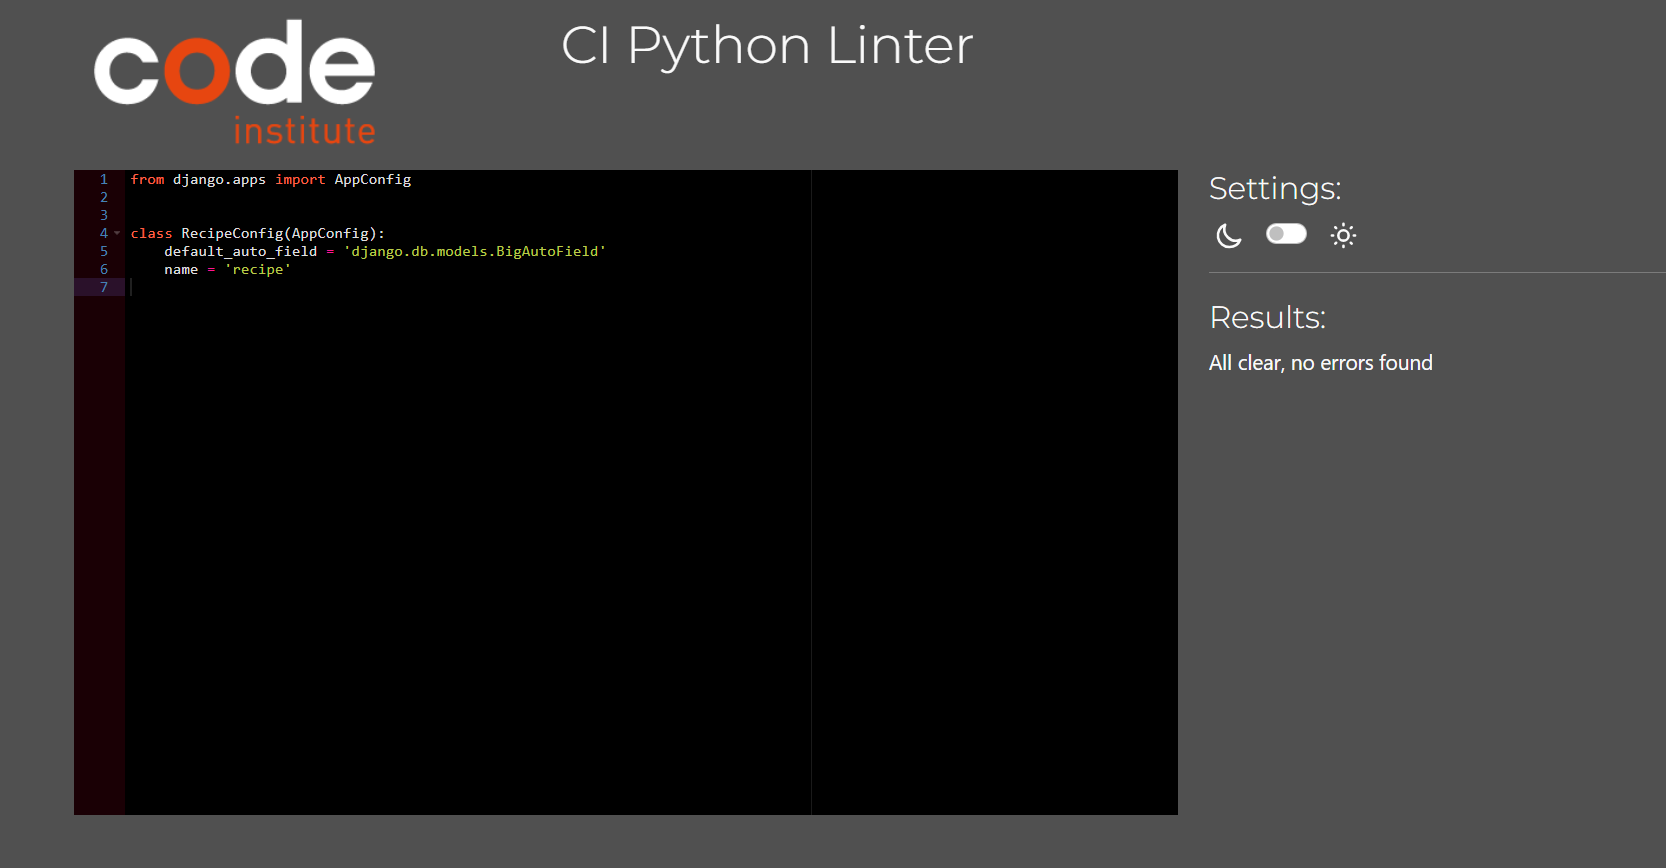 code
institute
CI Python Linter
1 from django.apps import AppConfig
2
3
4 class RecipeConfig(AppConfig):
5     default_auto_field = 'django.db.models.BigAutoField'
6     name = 'recipe'
7
Settings:
Results:
All clear, no errors found